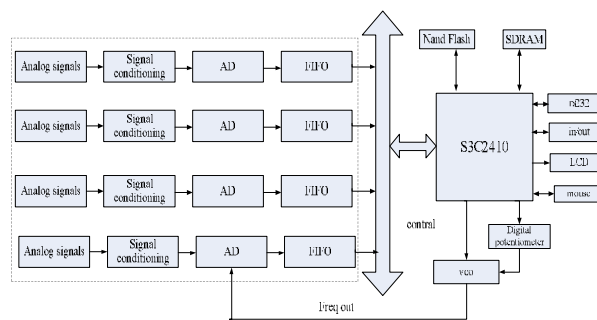 Nand Flash
SDRAM
Analog signals
Signal
conditioning
AD
FIFO
Analog signals
Signal
conditioning
AD
FIFO
Analog signals
Signal
conditioning
AD
FIFO
Analog signals
Signal
conditioning
AD
FIFO
S3C2410
rs232
in/out
LCD
mouse
contral
Digital
potentiometer
vco
Freq out